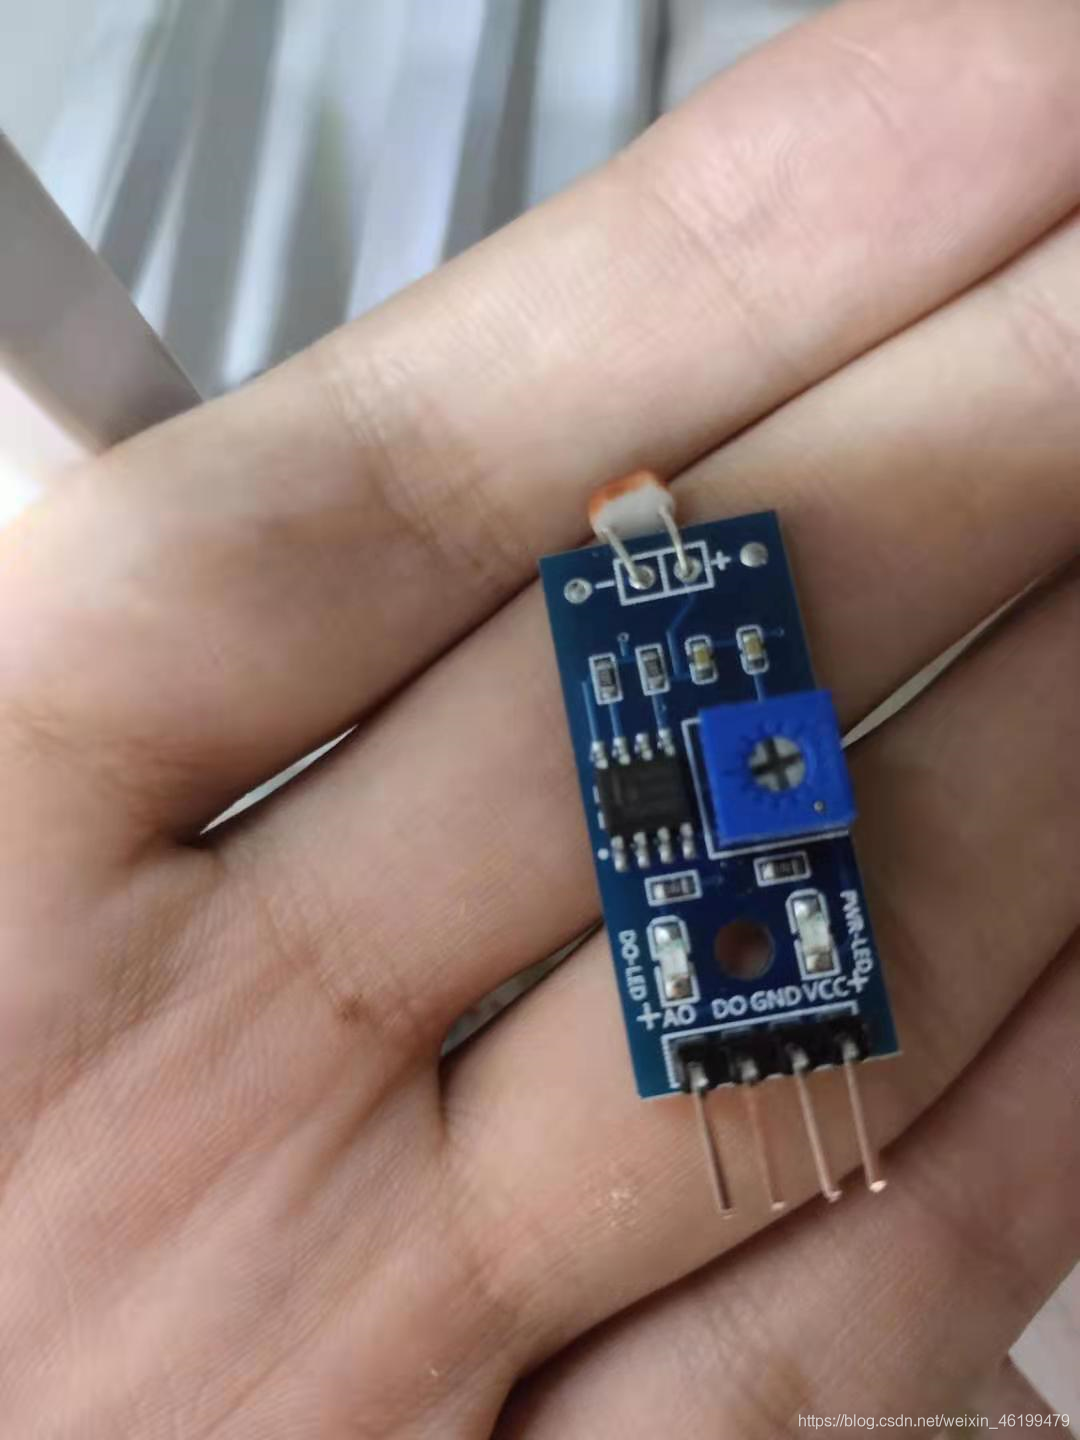 -
+
DO-LED
+
PWR-LED
+
AO DO GND VCC
https://blog.csdn.net/weixin_46199479